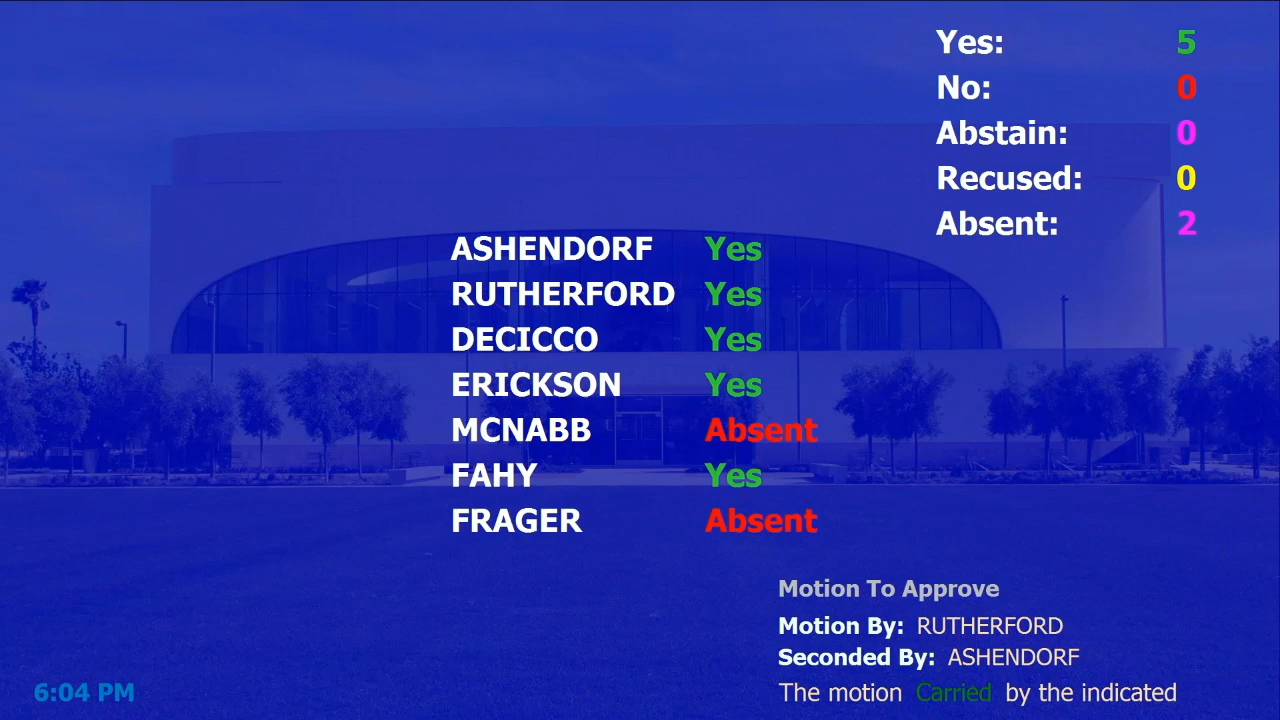 Yes: 5
No: 0
Abstain: 0
Recused: 0
Absent: 2
ASHENDORF Yes
RUTHERFORD Yes
DECICCO Yes
ERICKSON Yes
MCNABB Absent
FAHY Yes
FRAGER Absent
Motion To Approve
Motion By: RUTHERFORD
Seconded By: ASHENDORF
The motion Carried by the indicated
6:04 PM